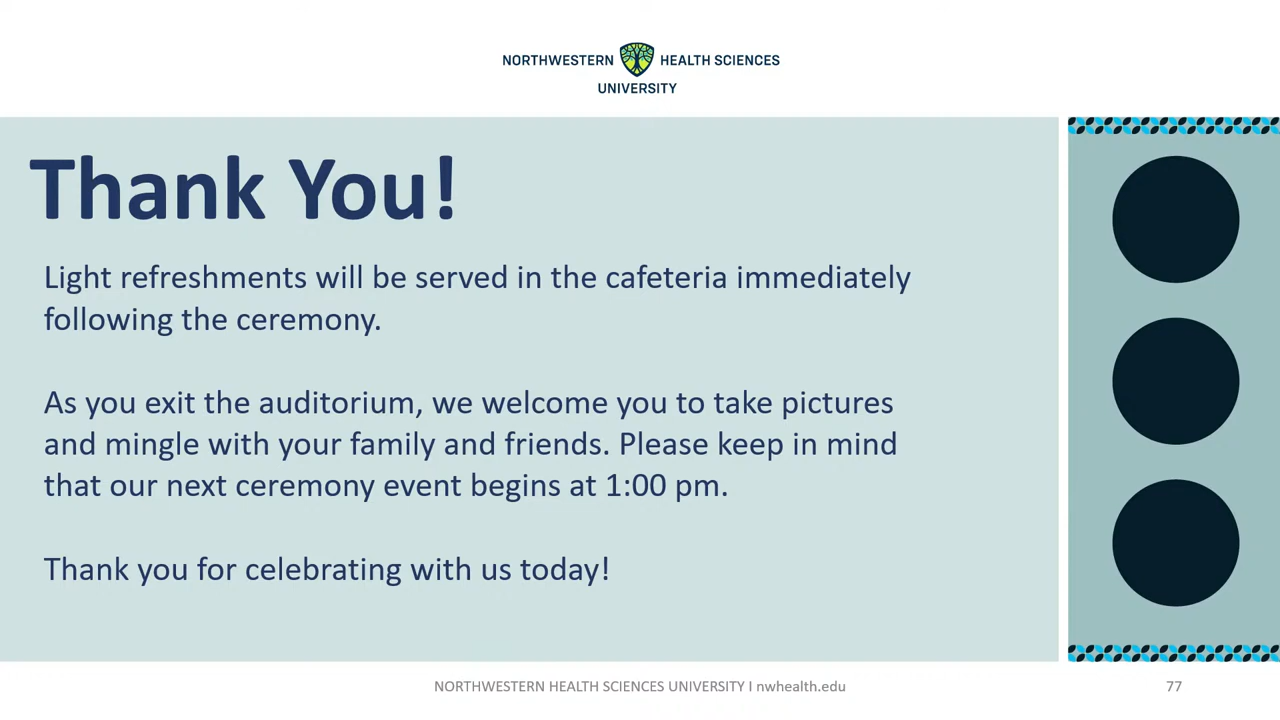 NORTHWESTERN HEALTH SCIENCES
UNIVERSITY
Thank You!
Light refreshments will be served in the cafeteria immediately
following the ceremony.
As you exit the auditorium, we welcome you to take pictures
and mingle with your family and friends. Please keep in mind
that our next ceremony event begins at 1:00 pm.
Thank you for celebrating with us today!
NORTHWESTERN HEALTH SCIENCES UNIVERSITY I nwhealth.edu
77